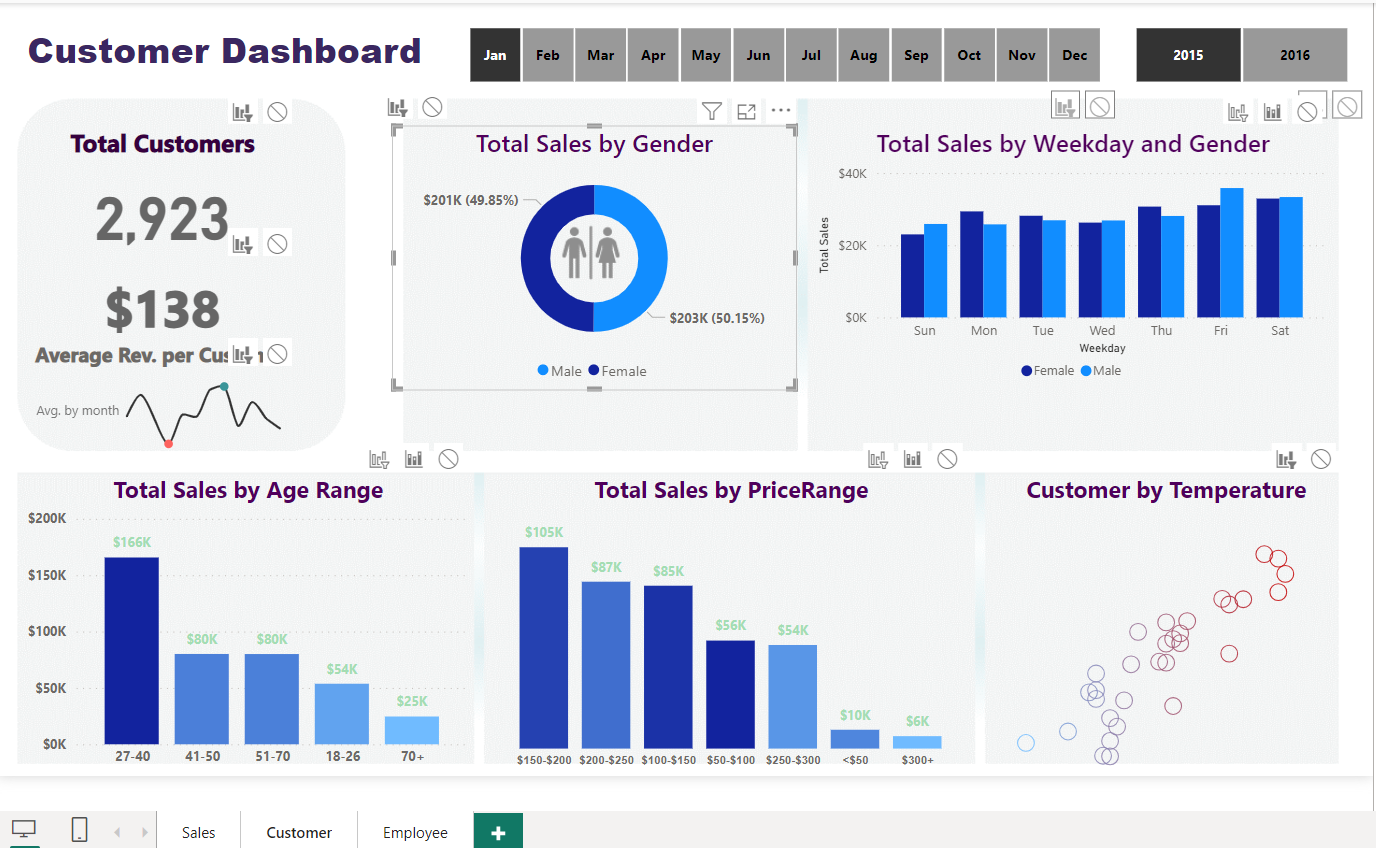 Customer Dashboard
Jan Feb Mar Apr May Jun Jul Aug Sep Oct Nov Dec
2015 2016
Total Customers
2,923
$138
Average Rev. per Cus
Avg. by month
Total Sales by Gender
$201K (49.85%)
$203K (50.15%)
Male Female
Total Sales by Weekday and Gender
Total Sales
$40K
$20K
$0K
Sun Mon Tue Wed Thu Fri Sat
Weekday
Female Male
Total Sales by Age Range
$200K
$150K
$100K
$50K
$0K
$166K
$80K
$80K
$54K
$25K
27-40 41-50 51-70 18-26 70+
Total Sales by PriceRange
$105K
$87K
$85K
$56K
$54K
$10K
$6K
$150-$200 $200-$250 $100-$150 $50-$100 $250-$300 <$50 $300+
Customer by Temperature
Sales Customer Employee